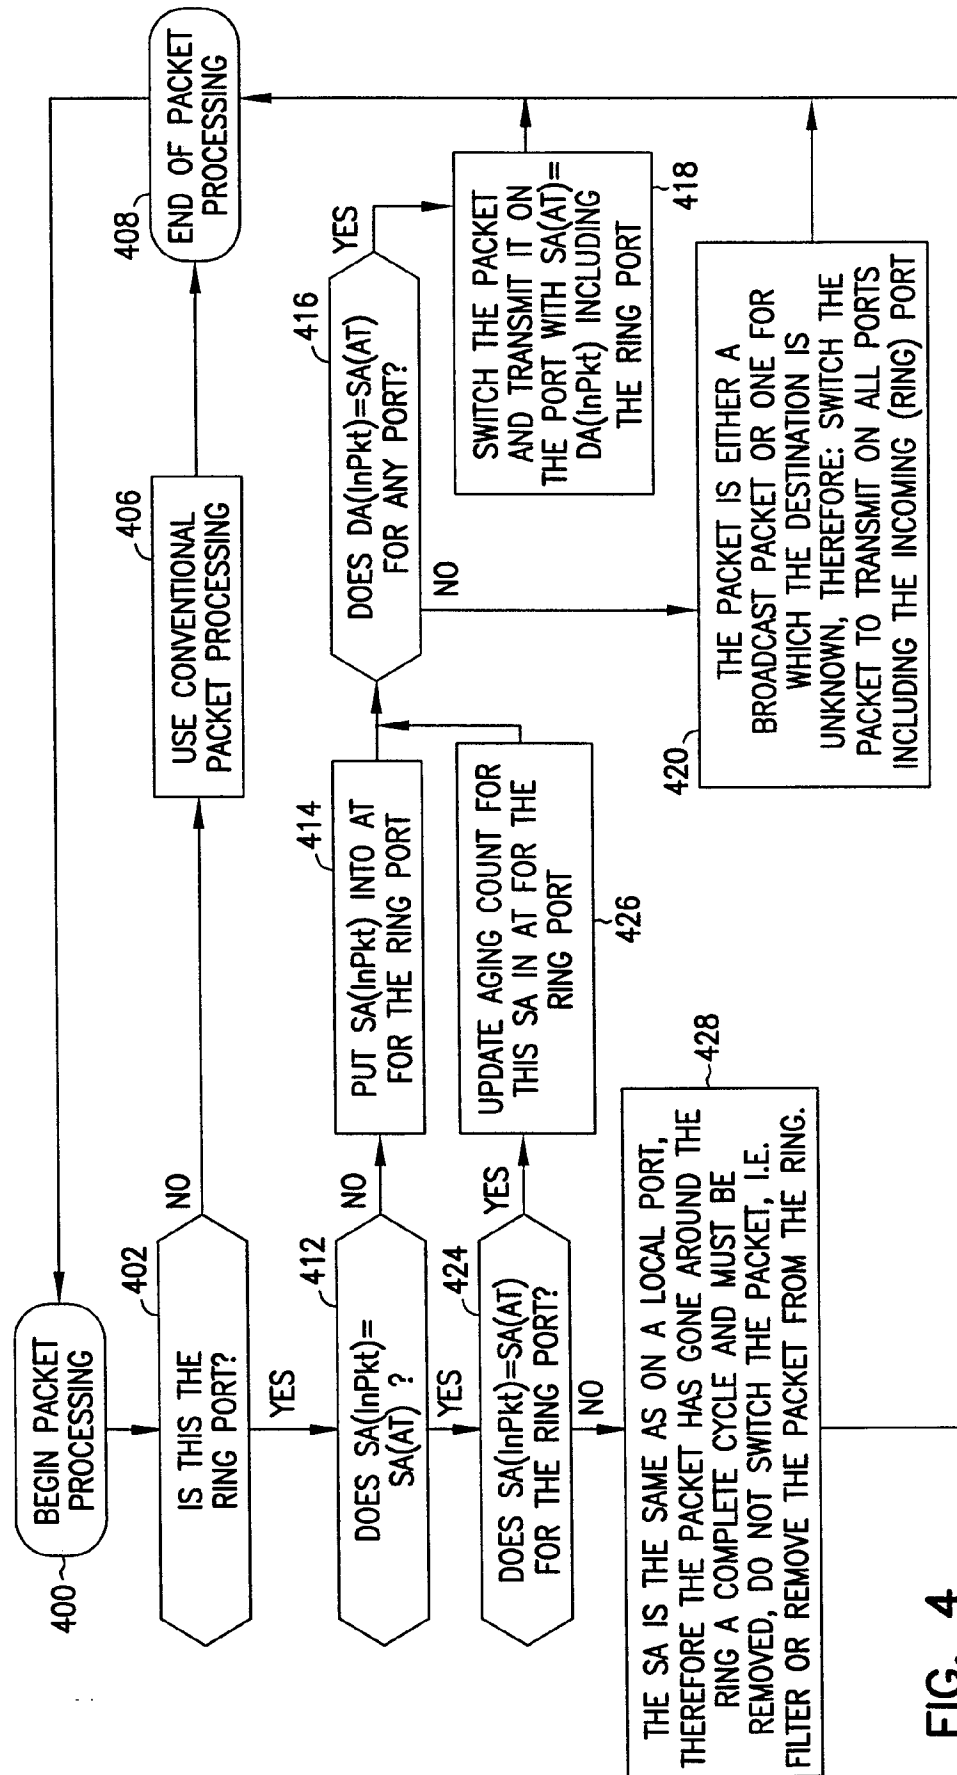 400
BEGIN PACKET
PROCESSING
402
IS THIS THE
RING PORT?
NO
YES
406
USE CONVENTIONAL
PACKET PROCESSING
408
END OF PACKET
PROCESSING
412
DOES SA(InPkt)=
SA(AT) ?
NO
YES
414
PUT SA(InPkt) INTO AT
FOR THE RING PORT
416
DOES DA(InPkt)=SA(AT)
FOR ANY PORT?
YES
NO
SWITCH THE PACKET
AND TRANSMIT IT ON
THE PORT WITH SA(AT)=
DA(InPkt) INCLUDING
THE RING PORT
418
424
DOES SA(InPkt)=SA(AT)
FOR THE RING PORT?
YES
NO
UPDATE AGING COUNT FOR
THIS SA IN AT FOR THE
RING PORT
426
420
THE PACKET IS EITHER A
BROADCAST PACKET OR ONE FOR
WHICH THE DESTINATION IS
UNKNOWN, THEREFORE: SWITCH THE
PACKET TO TRANSMIT ON ALL PORTS
INCLUDING THE INCOMING (RING) PORT
428
THE SA IS THE SAME AS ON A LOCAL PORT,
THEREFORE THE PACKET HAS GONE AROUND THE
RING A COMPLETE CYCLE AND MUST BE
REMOVED, DO NOT SWITCH THE PACKET, I.E.
FILTER OR REMOVE THE PACKET FROM THE RING.
FIG. 4